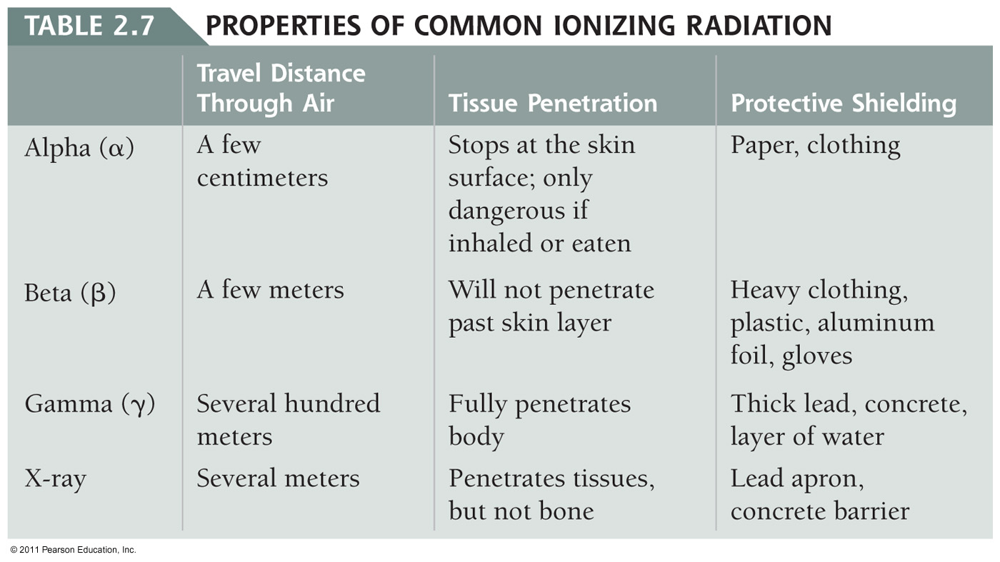 TABLE 2.7 PROPERTIES OF COMMON IONIZING RADIATION
Travel Distance
Through Air
Tissue Penetration
Protective Shielding
Alpha (α)
A few
centimeters
Stops at the skin
surface; only
dangerous if
inhaled or eaten
Paper, clothing
Beta (β)
A few meters
Will not penetrate
past skin layer
Heavy clothing,
plastic, aluminum
foil, gloves
Gamma (γ)
Several hundred
meters
Fully penetrates
body
Thick lead, concrete,
layer of water
X-ray
Several meters
Penetrates tissues,
but not bone
Lead apron,
concrete barrier
© 2011 Pearson Education, Inc.